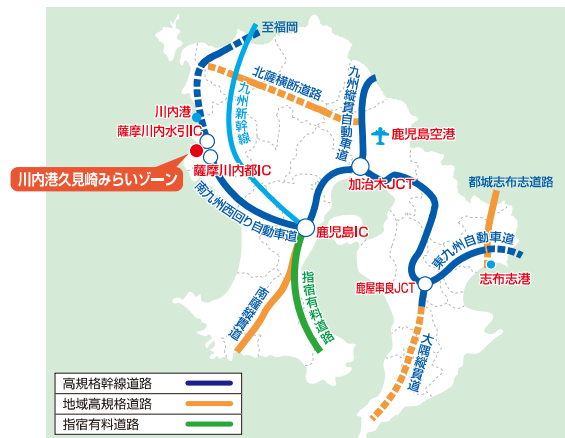 至福岡
北薩横断道路
九州新幹線
九州縦貫自動車道
川内港
薩摩川内水引IC
鹿児島空港
川内港久見崎みらいゾーン
薩摩川内都IC
加治木JCT
都城志布志道路
南九州西回り自動車道
鹿児島IC
東九州自動車道
志布志港
鹿屋串良JCT
指宿有料道路
南薩縦貫道
大隅縦貫道
高規格幹線道路
地域高規格道路
指宿有料道路